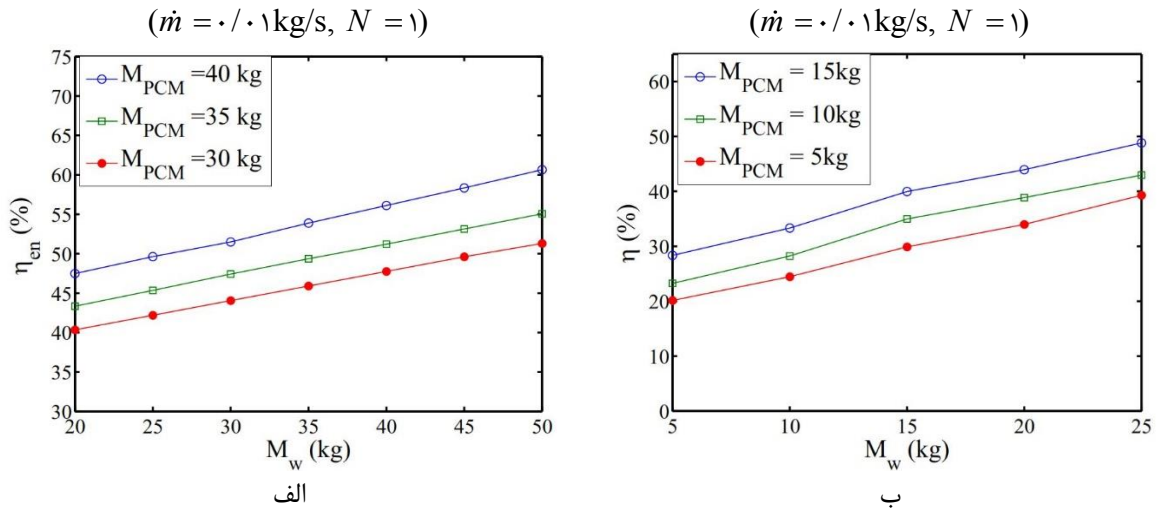 (ṁ = ۰/۰۱kg/s, N = ۱)
75
70
65
60
55
50
45
40
35
30
η_en (%)
M_PCM =40 kg
M_PCM =35 kg
M_PCM =30 kg
20 25 30 35 40 45 50
M_w (kg)
الف
(ṁ = ۰/۰۱kg/s, N = ۱)
60
50
40
30
20
10
0
η (%)
M_PCM = 15kg
M_PCM = 10kg
M_PCM = 5kg
5 10 15 20 25
M_w (kg)
ب